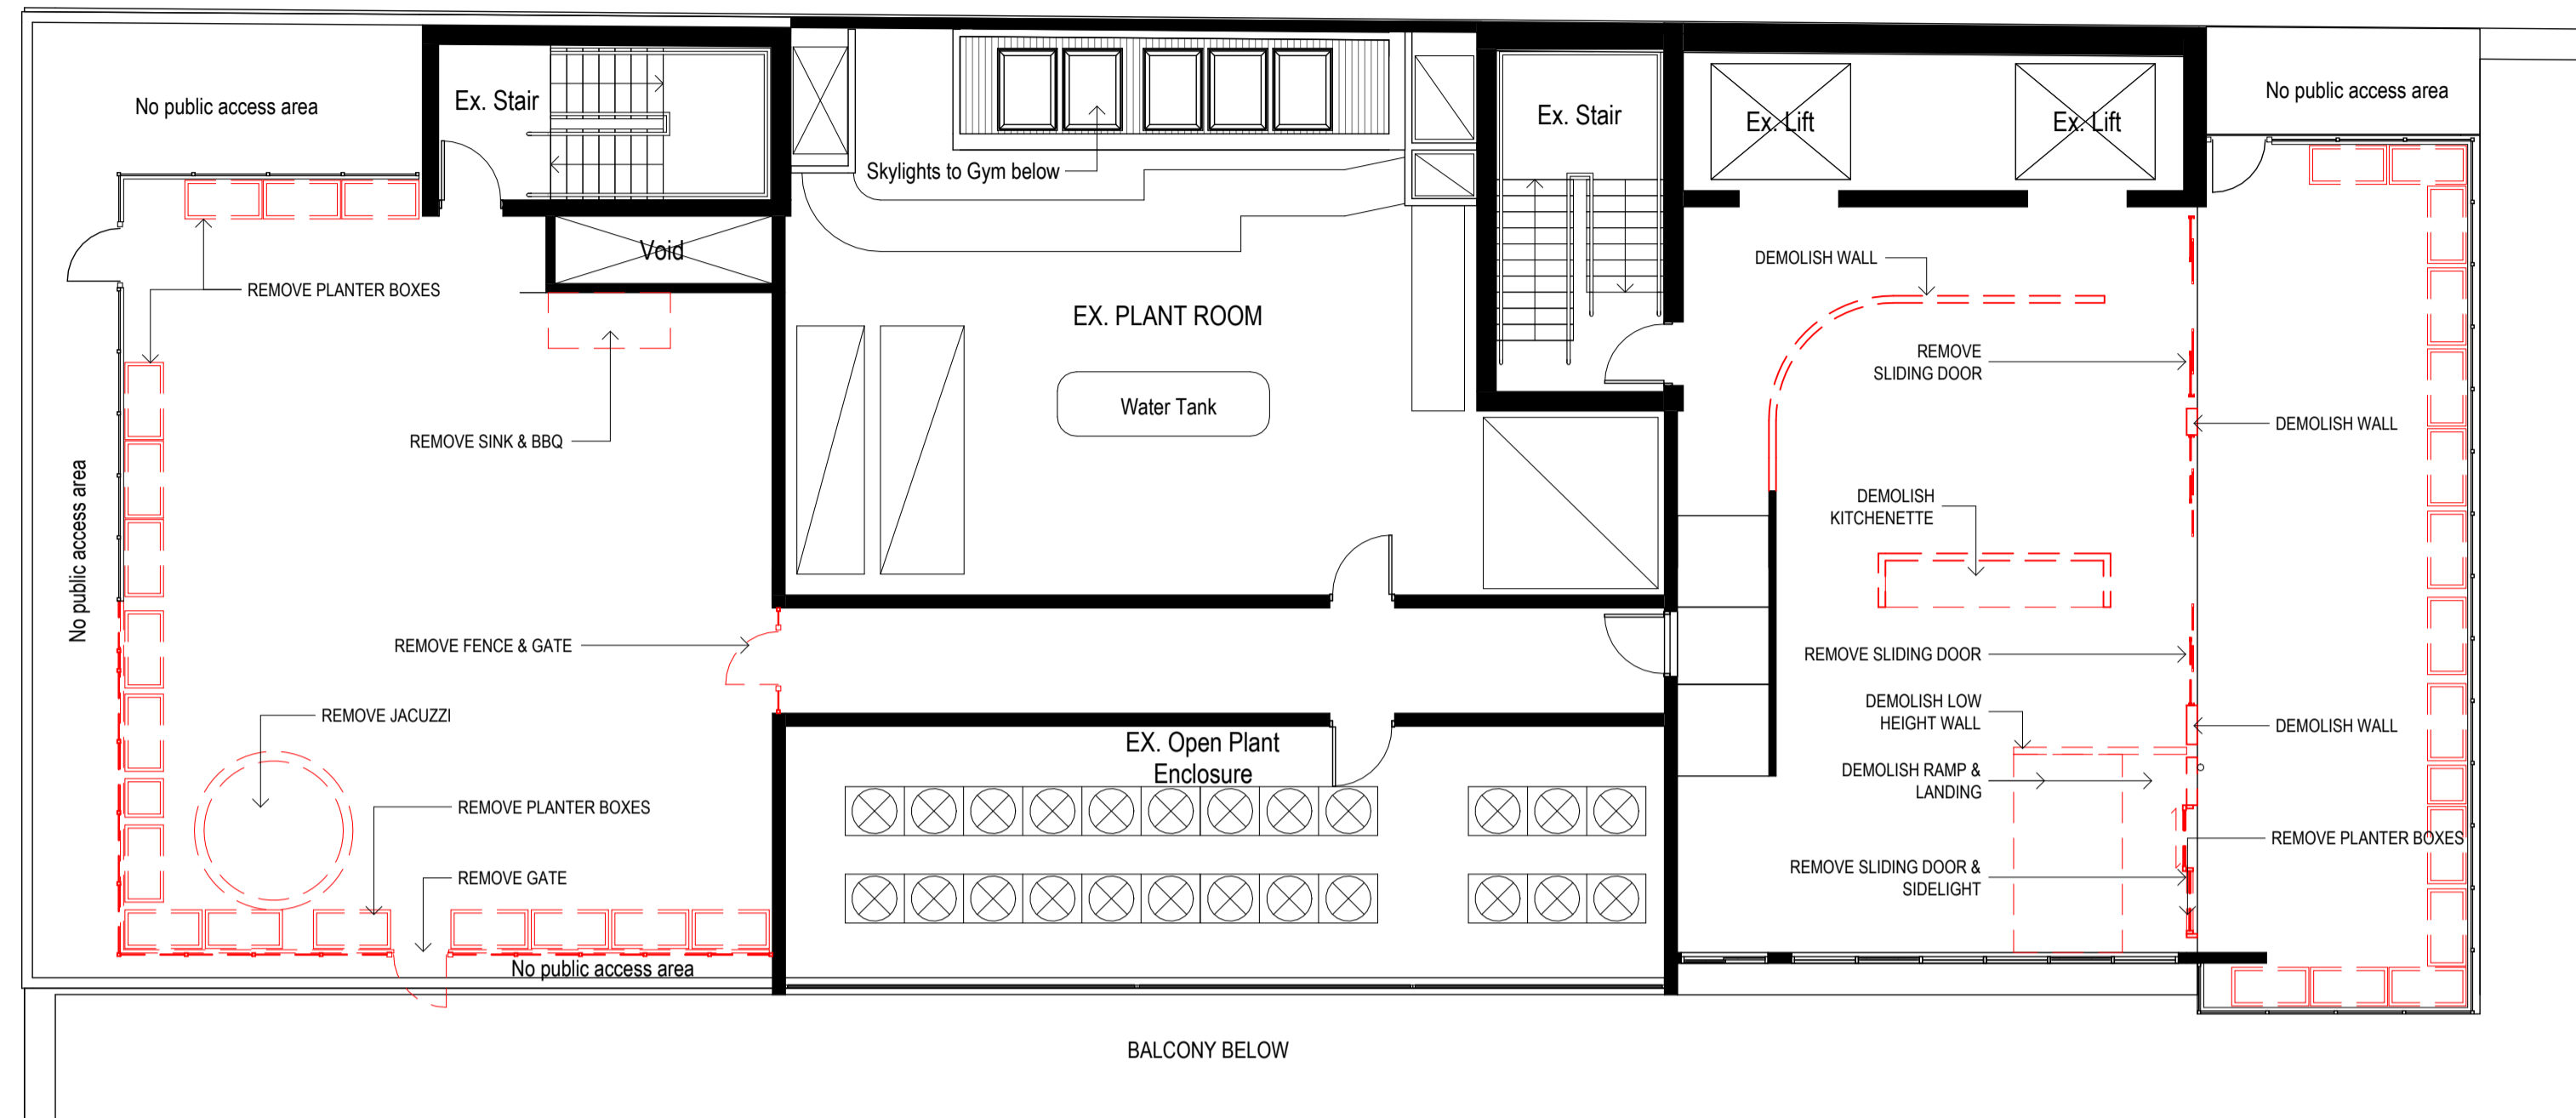 No public access area
Ex. Stair
Skylights to Gym below
Ex. Stair
Ex. Lift
Ex. Lift
No public access area
Void
REMOVE PLANTER BOXES
DEMOLISH WALL
EX. PLANT ROOM
REMOVE
SLIDING DOOR
Water Tank
DEMOLISH WALL
REMOVE SINK & BBQ
No public access area
DEMOLISH
KITCHENETTE
REMOVE FENCE & GATE
REMOVE SLIDING DOOR
REMOVE JACUZZI
DEMOLISH LOW
HEIGHT WALL
DEMOLISH WALL
EX. Open Plant
Enclosure
DEMOLISH RAMP &
LANDING
REMOVE PLANTER BOXES
REMOVE PLANTER BOXES
REMOVE GATE
REMOVE SLIDING DOOR &
SIDELIGHT
No public access area
BALCONY BELOW